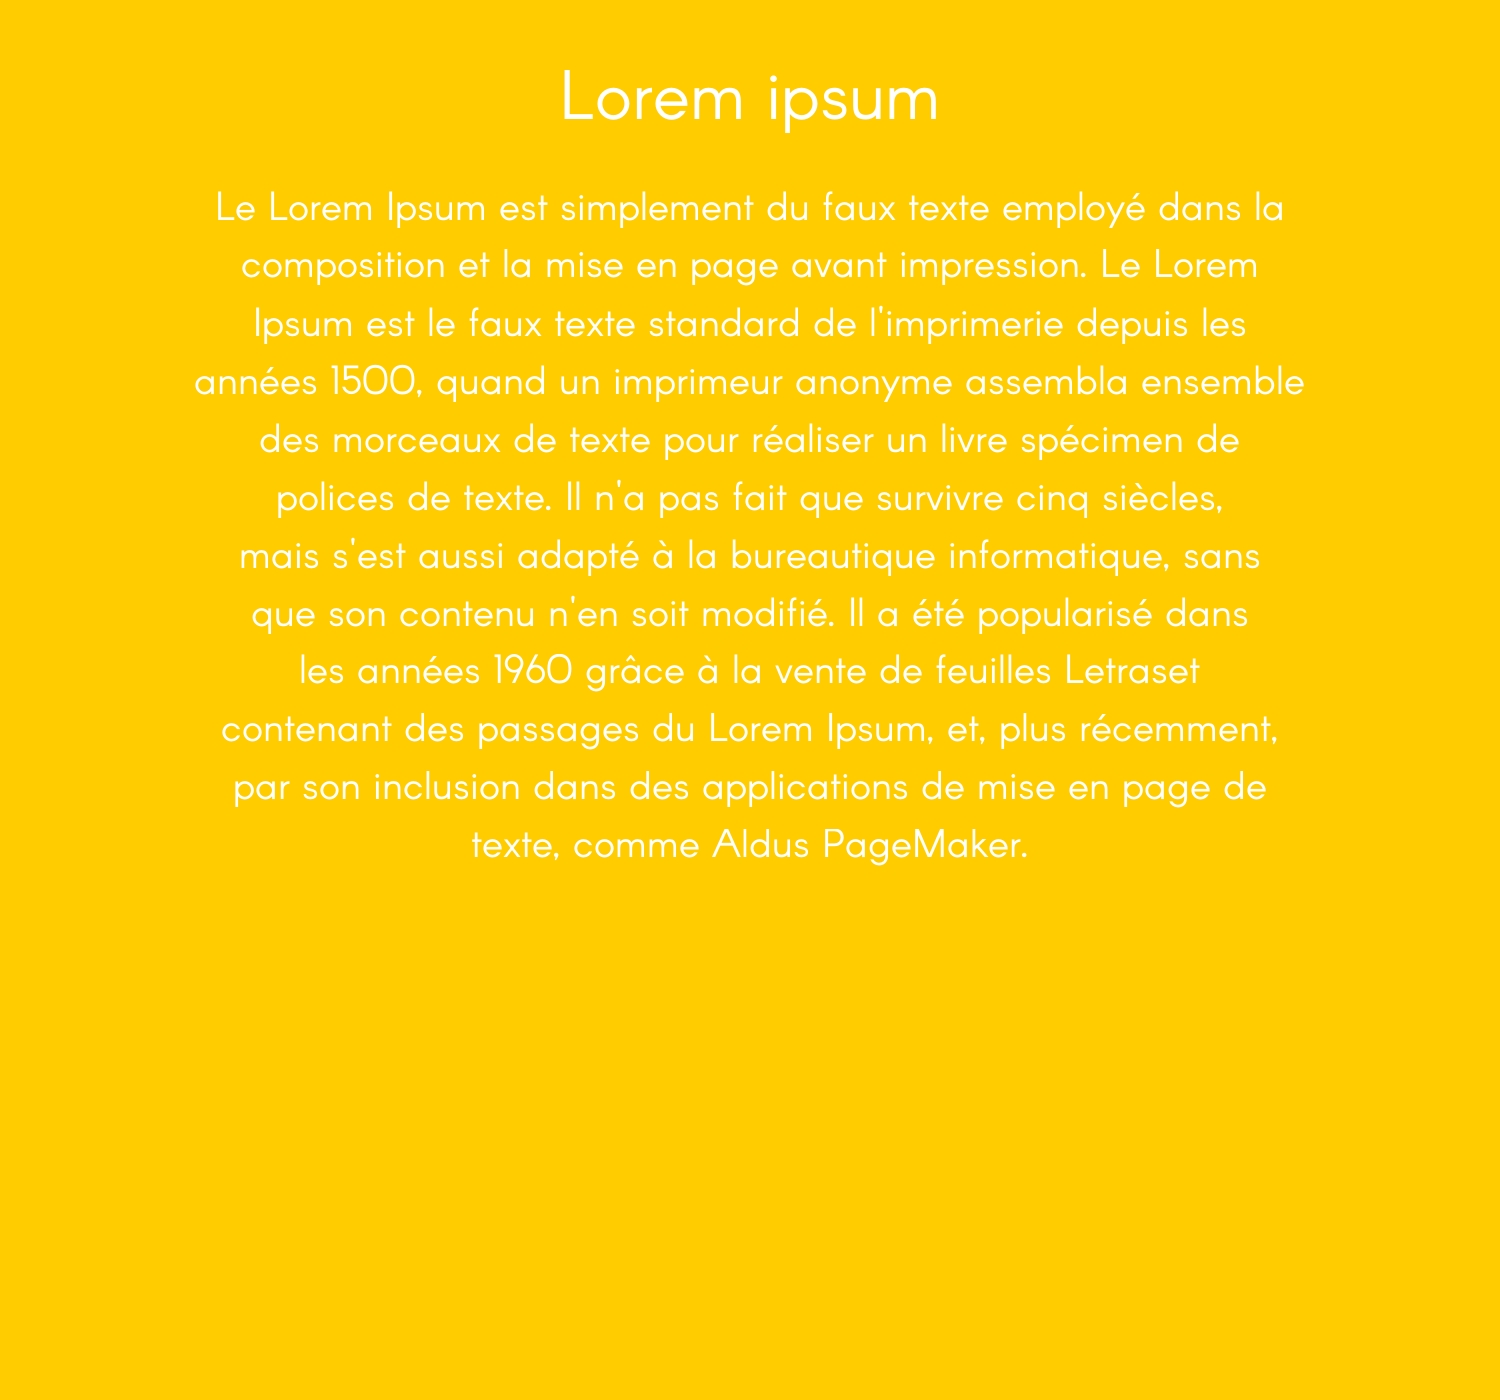 Lorem ipsum
Le Lorem Ipsum est simplement du faux texte employé dans la
composition et la mise en page avant impression. Le Lorem
Ipsum est le faux texte standard de l'imprimerie depuis les
années 1500, quand un imprimeur anonyme assembla ensemble
des morceaux de texte pour réaliser un livre spécimen de
polices de texte. Il n'a pas fait que survivre cinq siècles,
mais s'est aussi adapté à la bureautique informatique, sans
que son contenu n'en soit modifié. Il a été popularisé dans
les années 1960 grâce à la vente de feuilles Letraset
contenant des passages du Lorem Ipsum, et, plus récemment,
par son inclusion dans des applications de mise en page de
texte, comme Aldus PageMaker.